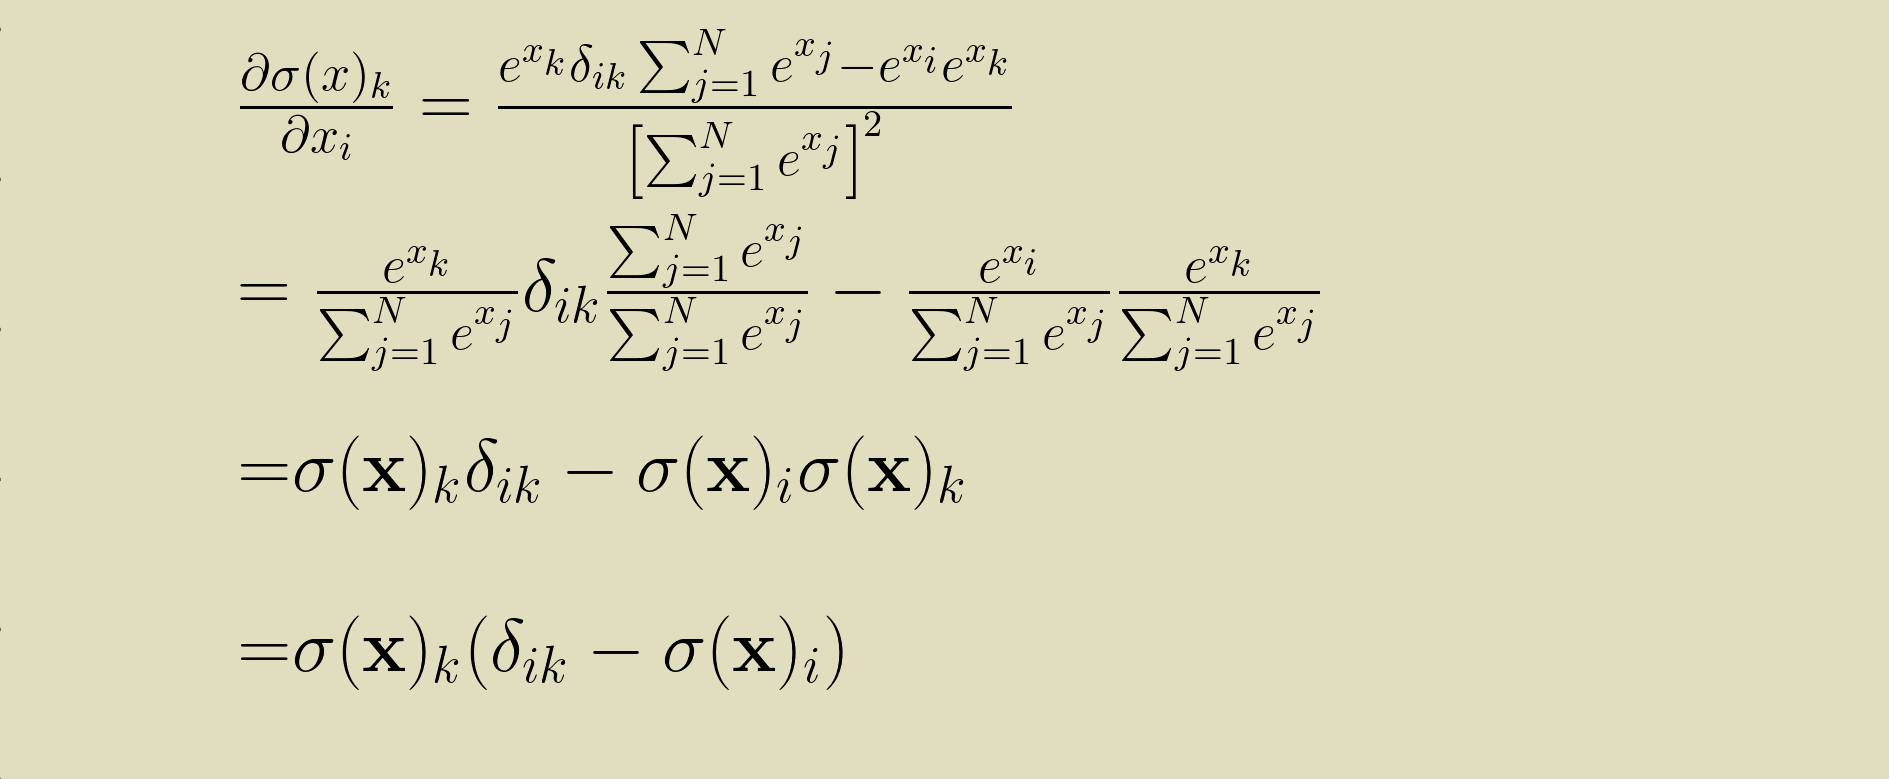 \frac{\partial\sigma(x)_k}{\partial x_i} = \frac{e^{x_k}\delta_{ik}\sum_{j=1}^{N}e^{x_j}-e^{x_i}e^{x_k}}{\left[\sum_{j=1}^{N}e^{x_j}\right]^2}
= \frac{e^{x_k}}{\sum_{j=1}^{N}e^{x_j}}\delta_{ik}\frac{\sum_{j=1}^{N}e^{x_j}}{\sum_{j=1}^{N}e^{x_j}} - \frac{e^{x_i}}{\sum_{j=1}^{N}e^{x_j}}\frac{e^{x_k}}{\sum_{j=1}^{N}e^{x_j}}
=\sigma(\mathbf{x})_k\delta_{ik} - \sigma(\mathbf{x})_i\sigma(\mathbf{x})_k
=\sigma(\mathbf{x})_k(\delta_{ik} - \sigma(\mathbf{x})_i)